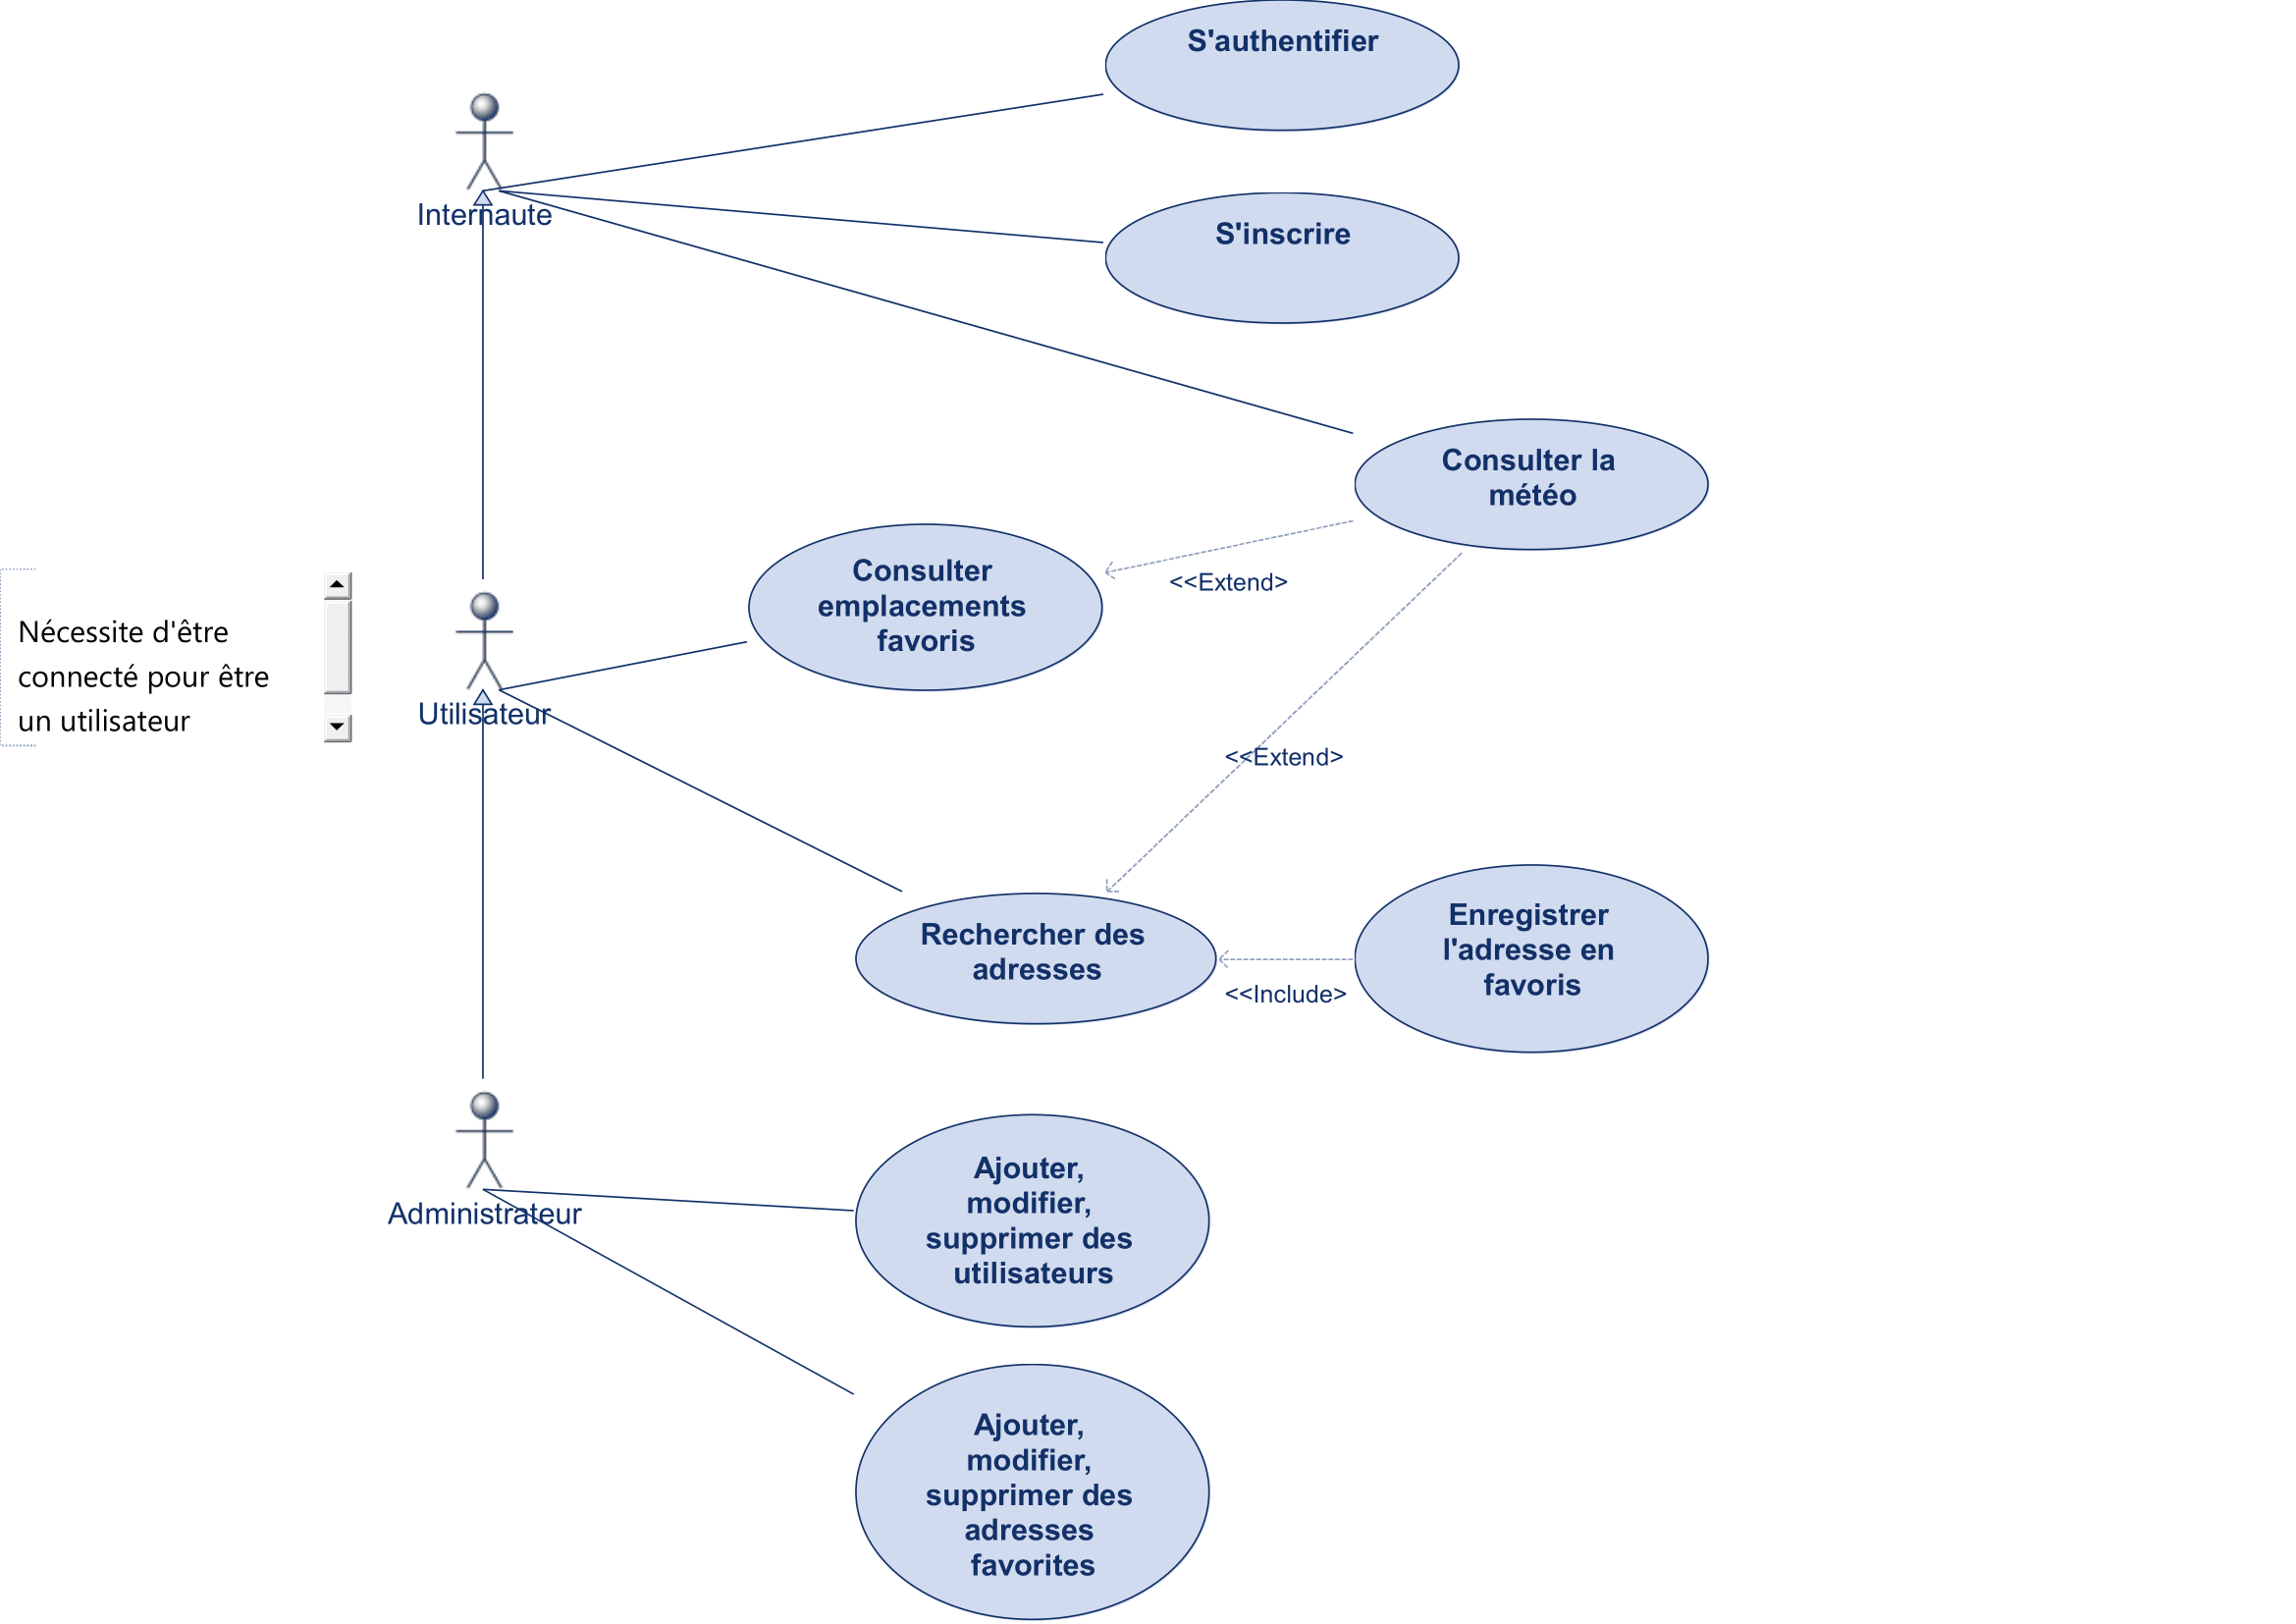 S'authentifier
Internaute
S'inscrire
Consulter la
météo
Consulter
emplacements
favoris
<<Extend>
Nécessite d'être
connecté pour être
un utilisateur
Utilisateur
<<Extend>
Rechercher des
adresses
Enregistrer
l'adresse en
favoris
<<Include>
Administrateur
Ajouter,
modifier,
supprimer des
utilisateurs
Ajouter,
modifier,
supprimer des
adresses
favorites